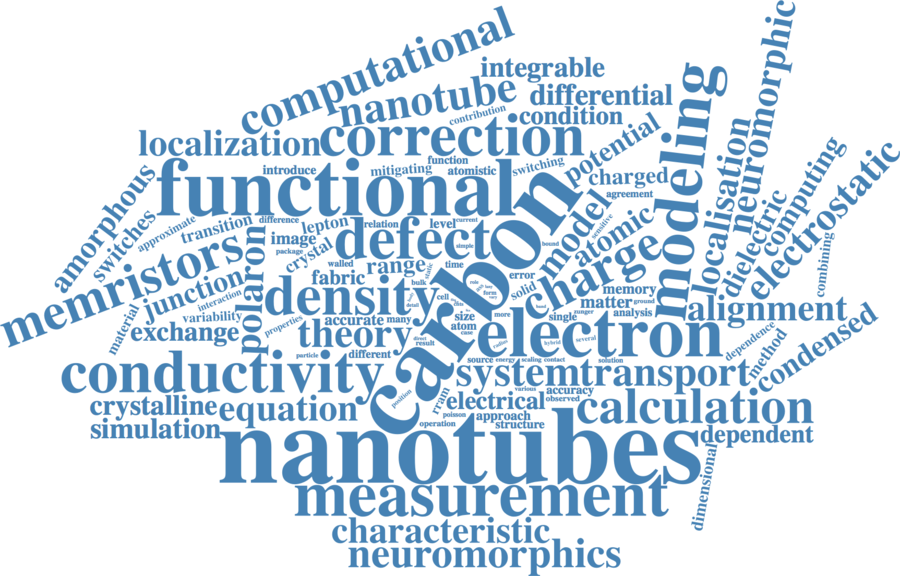 computational
neuromorphic
integrable
nanotube
differential
contribution
condition
localization
correction
potential
modeling
function
introduce
mitigating
atomistic
switching
charged
functional
agreement
computing
electrostatic
amorphous
switches
approximate
transition
difference
lepton
relation
level
current
carbon
model
sensitive
atomic
localisation
dielectric
image
package
crystal
defect
simple
bound
combining
memristors
polaron
walled
fabric
range
static
time
error
charge
bulk
solid
memory
junction
density
cell
form
matter
ground
interaction
variability
material
exchange
properties
accurate
many
size
atom
case
more
single
runger
analysis
alignment
theory
direct
result
electron
radius
hybrid
several
dependence
method
condensed
particle
different
source
energy
scaling
contact
solution
conductivity
system
transport
position
rram
various
accuracy
observed
electrical
crystalline
equation
poisson
approach
calculation
simulation
operation
structure
nanotubes
dependent
dimensional
measurement
characteristic
neuromorphics